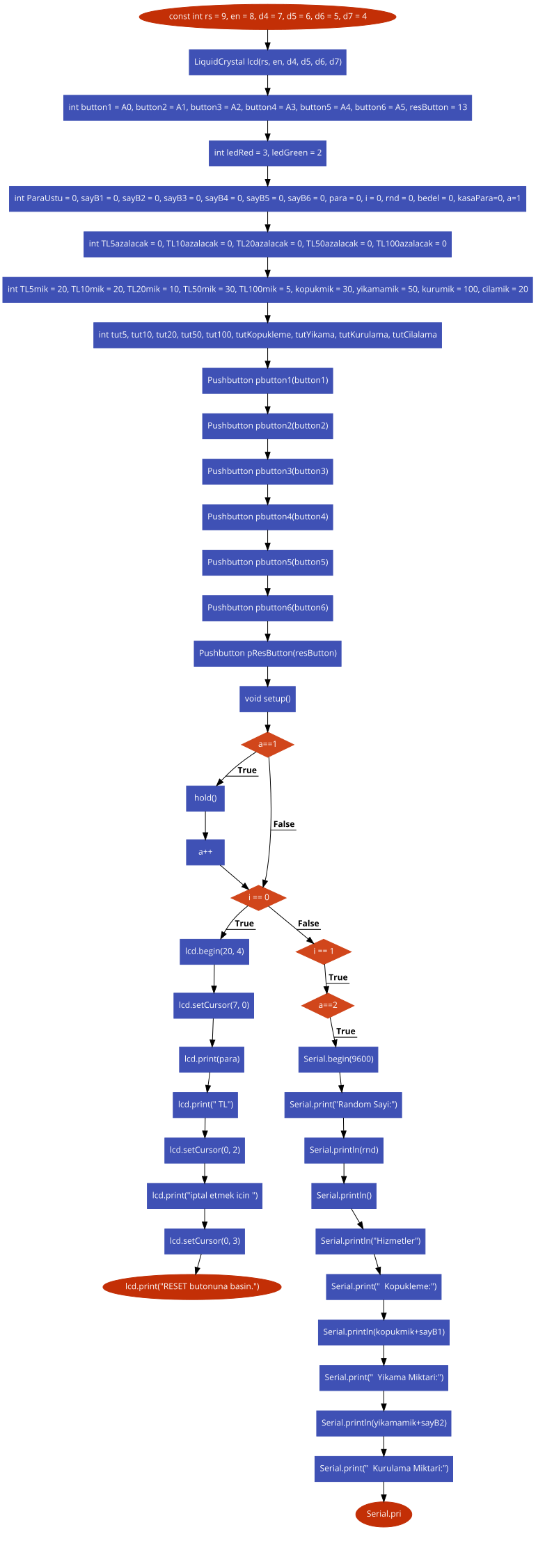 const int rs = 9, en = 8, d4 = 7, d5 = 6, d6 = 5, d7 = 4
LiquidCrystal lcd(rs, en, d4, d5, d6, d7)
int button1 = A0, button2 = A1, button3 = A2, button4 = A3, button5 = A4, button6 = A5, resButton = 13
int ledRed = 3, ledGreen = 2
int ParaUstu = 0, sayB1 = 0, sayB2 = 0, sayB3 = 0, sayB4 = 0, sayB5 = 0, sayB6 = 0, para = 0, i = 0, rnd = 0, bedel = 0, kasaPara=0, a=1
int TL5azalacak = 0, TL10azalacak = 0, TL20azalacak = 0, TL50azalacak = 0, TL100azalacak = 0
int TL5mik = 20, TL10mik = 20, TL20mik = 10, TL50mik = 30, TL100mik = 5, kopukmik = 30, yikamamik = 50, kurumik = 100, cilamik = 20
int tut5, tut10, tut20, tut50, tut100, tutKopukleme, tutYikama, tutKurulama, tutCilalama
Pushbutton pbutton1(button1)
Pushbutton pbutton2(button2)
Pushbutton pbutton3(button3)
Pushbutton pbutton4(button4)
Pushbutton pbutton5(button5)
Pushbutton pbutton6(button6)
Pushbutton pResButton(resButton)
void setup()
a==1
True
hold()
False
a++
i == 0
True
False
lcd.begin(20, 4)
i == 1
True
lcd.setCursor(7, 0)
a==2
True
lcd.print(para)
Serial.begin(9600)
lcd.print(" TL")
Serial.print("Random Sayi:")
lcd.setCursor(0, 2)
Serial.println(rnd)
lcd.print("iptal etmek icin ")
Serial.println()
lcd.setCursor(0, 3)
Serial.println("Hizmetler")
lcd.print("RESET butonuna basin.")
Serial.print("  Kopukleme:")
Serial.println(kopukmik+sayB1)
Serial.print("  Yikama Miktari:")
Serial.println(yikamamik+sayB2)
Serial.print("  Kurulama Miktari:")
Serial.pri